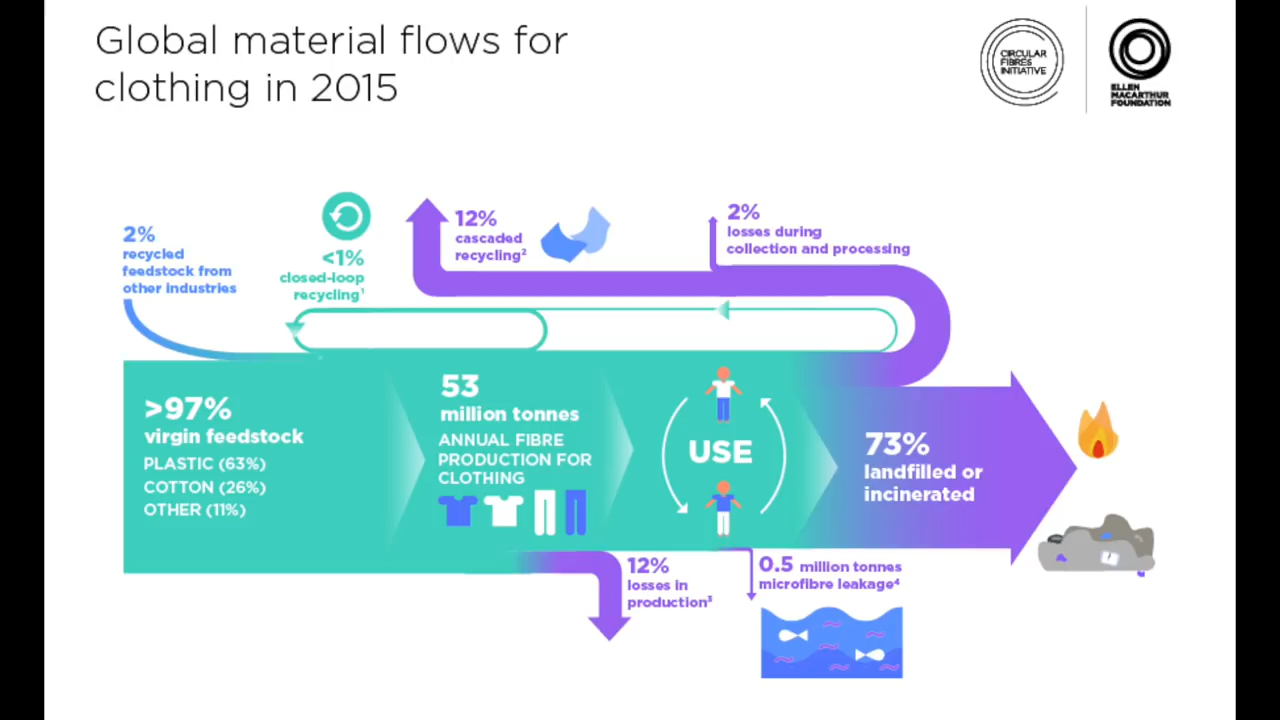 Global material flows for
clothing in 2015
CIRCULAR
FIBRES
INITIATIVE
ELLEN
MACARTHUR
FOUNDATION
2%
recycled
feedstock from
other industries
<1%
closed-loop
recycling¹
12%
cascaded
recycling²
2%
losses during
collection and processing
>97%
virgin feedstock
PLASTIC (63%)
COTTON (26%)
OTHER (11%)
53
million tonnes
ANNUAL FIBRE
PRODUCTION FOR
CLOTHING
USE
73%
landfilled or
incinerated
12%
losses in
production³
0.5 million tonnes
microfibre leakage⁴